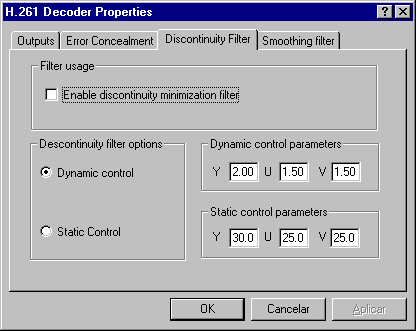 H.261 Decoder Properties
Outputs
Error Concealment
Discontinuity Filter
Smoothing filter
Filter usage
Enable discontinuity minimization filter
Descontinuity filter options
Dynamic control
Static Control
Dynamic control parameters
Y 2.00 U 1.50 V 1.50
Static control parameters
Y 30.0 U 25.0 V 25.0
OK
Cancelar
Aplicar